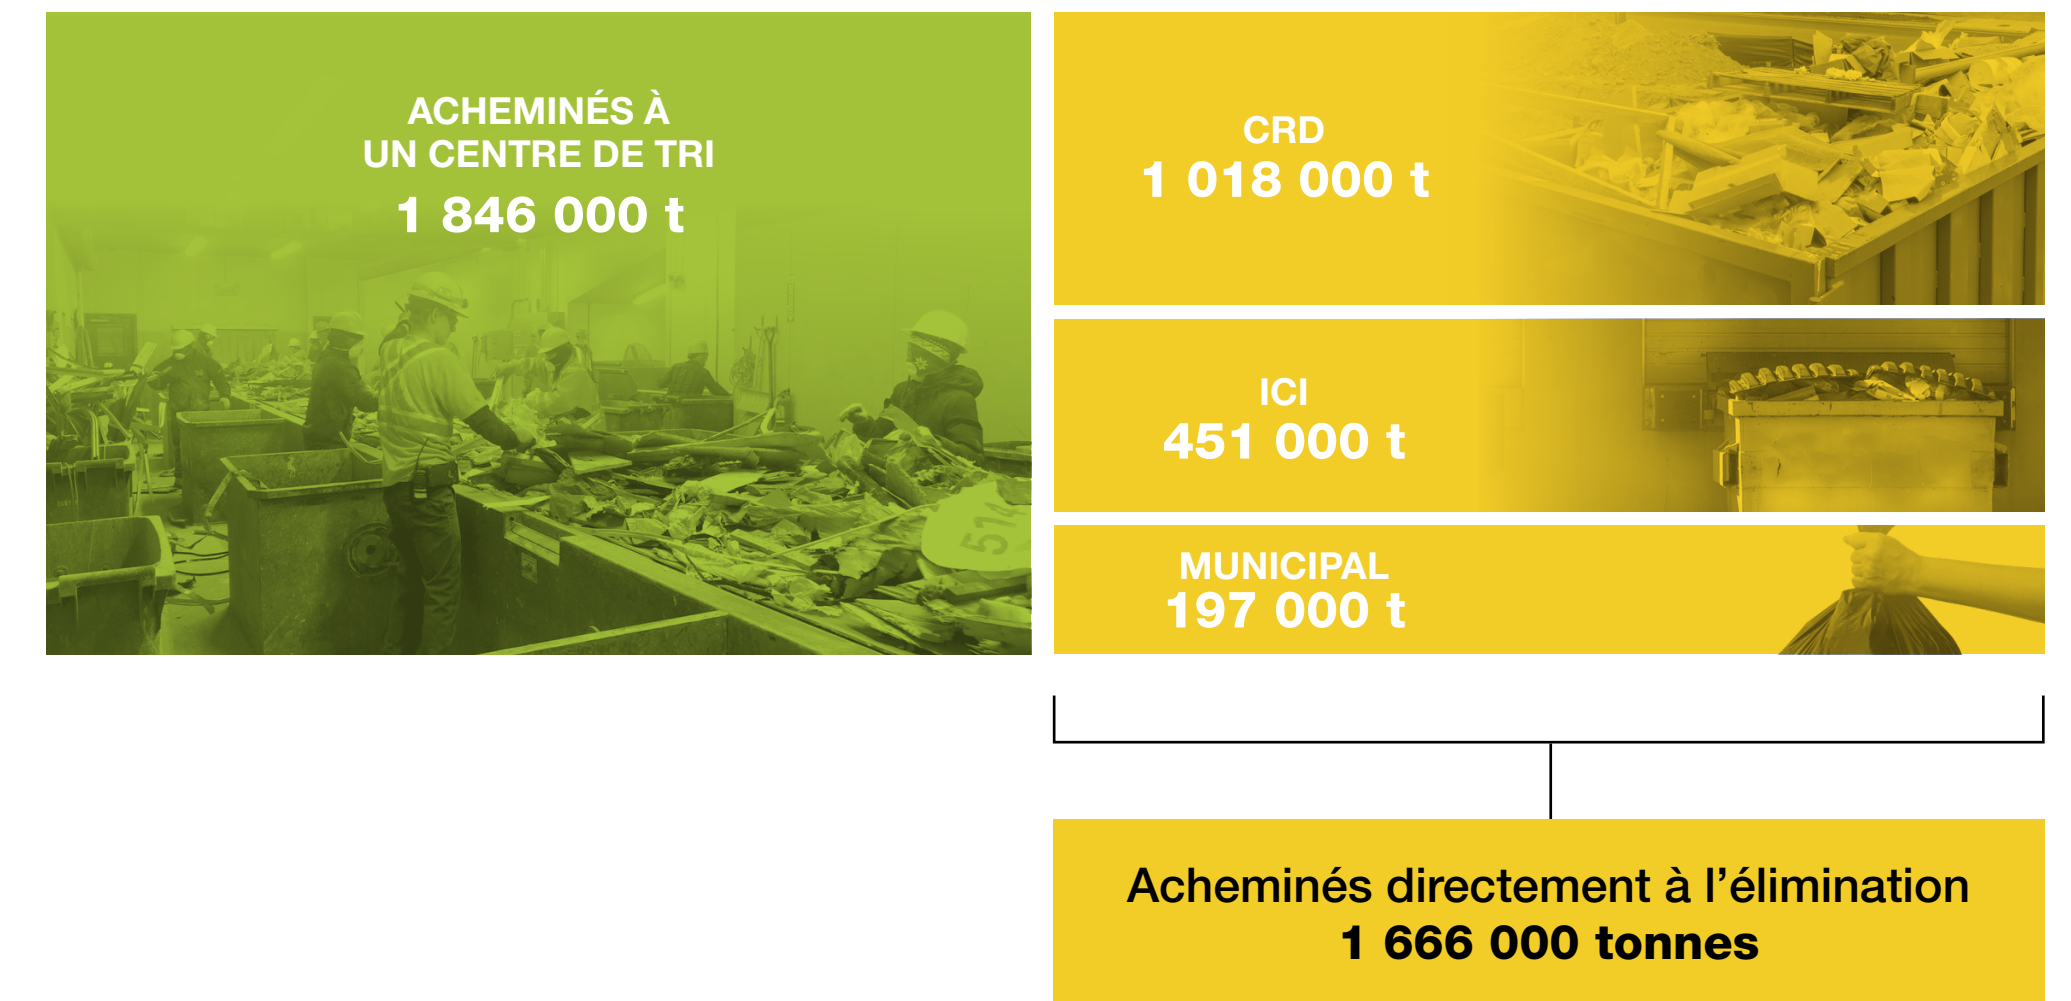 ACHEMINÉS À
UN CENTRE DE TRI
1 846 000 t
CRD
1 018 000 t
ICI
451 000 t
MUNICIPAL
197 000 t
514
Acheminés directement à l’élimination
1 666 000 tonnes